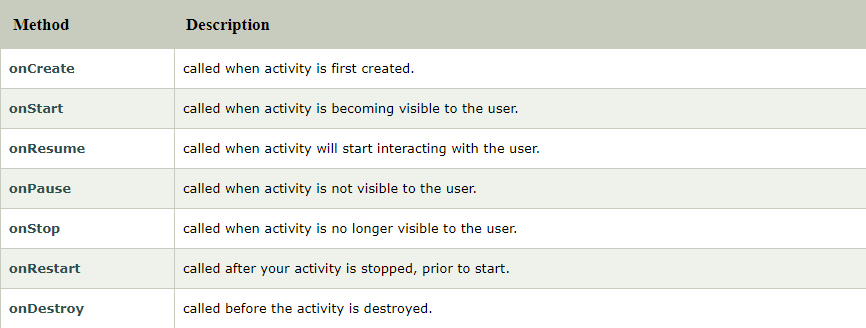 Method Description
onCreate called when activity is first created.
onStart called when activity is becoming visible to the user.
onResume called when activity will start interacting with the user.
onPause called when activity is not visible to the user.
onStop called when activity is no longer visible to the user.
onRestart called after your activity is stopped, prior to start.
onDestroy called before the activity is destroyed.